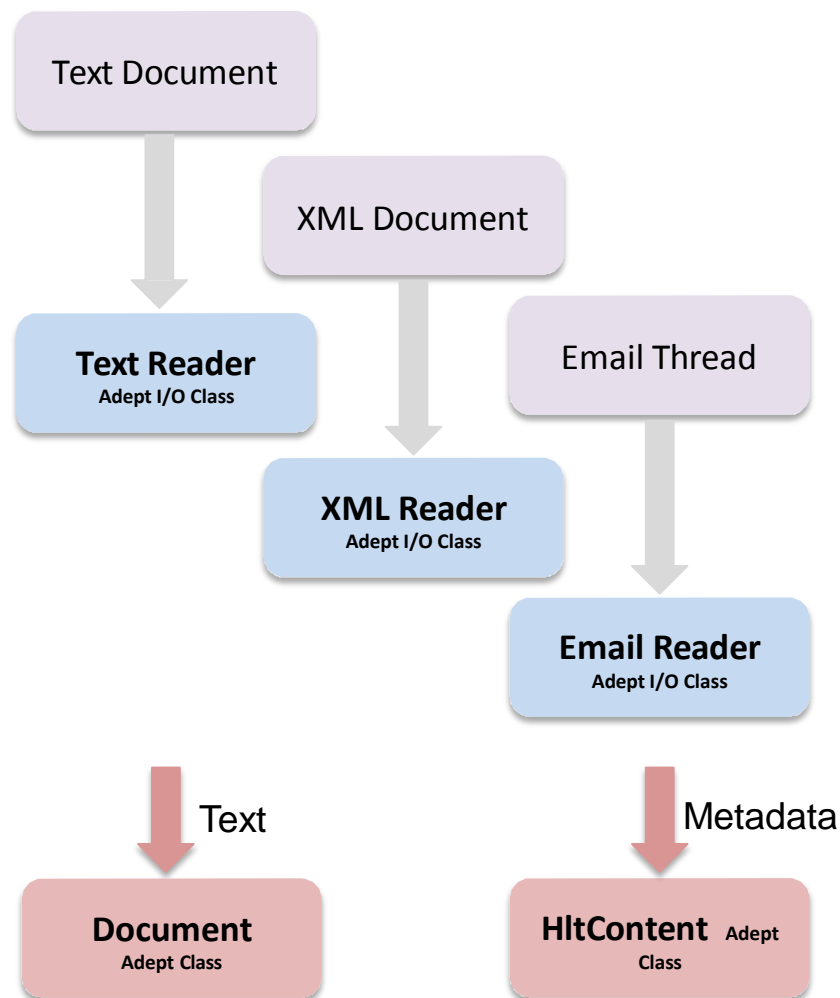 Text Document
XML Document
Text Reader
Adept I/O Class
Email Thread
XML Reader
Adept I/O Class
Email Reader
Adept I/O Class
Text
Metadata
Document
Adept Class
HltContent Adept
Class